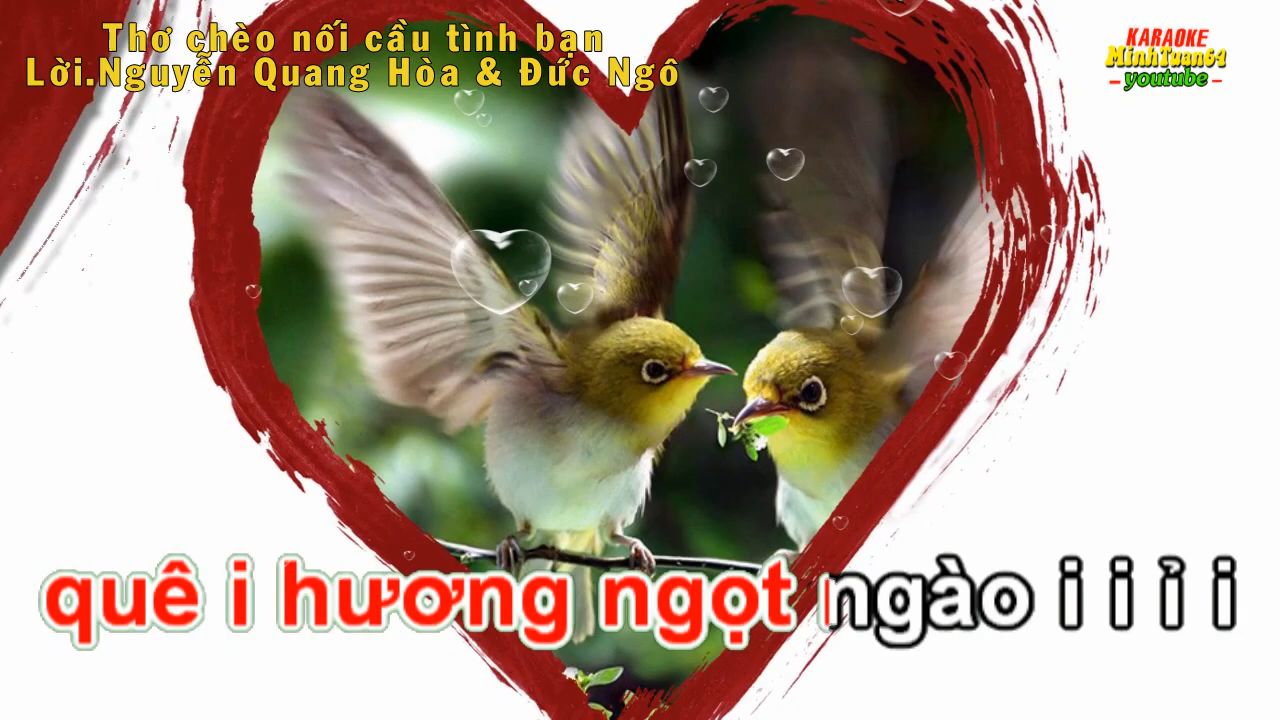 Thơ chèo nối cầu tình bạn
Lời.Nguyễn Quang Hòa & Đức Ngô
KARAOKE
MinhTuan64
- youtube -
quê i hương ngọt ngào i i ỉ i